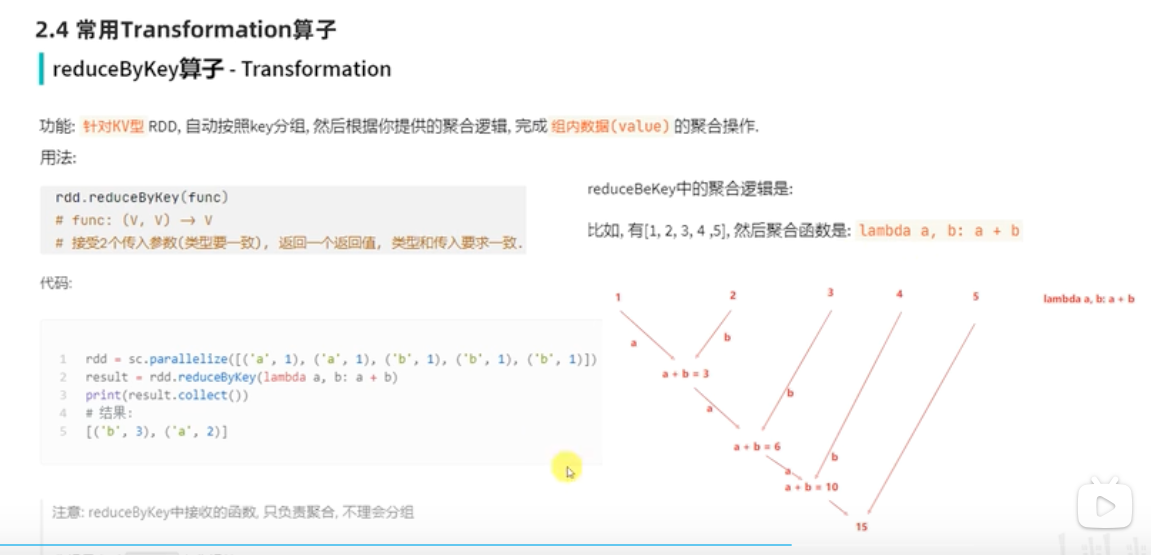 2.4 常用Transformation算子
reduceByKey算子 - Transformation
功能: 针对KV型 RDD, 自动按照key分组, 然后根据你提供的聚合逻辑, 完成 组内数据(value) 的聚合操作.
用法:
rdd.reduceByKey(func)
# func: (V, V) → V
# 接受2个传入参数(类型要一致), 返回一个返回值, 类型和传入要求一致.
代码:
1 rdd = sc.parallelize([('a', 1), ('a', 1), ('b', 1), ('b', 1), ('b', 1)])
2 result = rdd.reduceByKey(lambda a, b: a + b)
3 print(result.collect())
4 # 结果:
5 [('b', 3), ('a', 2)]
注意: reduceByKey中接收的函数, 只负责聚合, 不理会分组
reduceBeKey中的聚合逻辑是:
比如, 有[1, 2, 3, 4 ,5], 然后聚合函数是: lambda a, b: a + b
1 2 3 4 5 lambda a, b: a + b
a b
a + b = 3
a b
a + b = 6
a b
a + b = 10
15